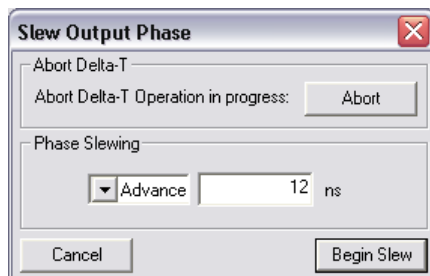 Slew Output Phase
Abort Delta-T
Abort Delta-T Operation in progress: Abort
Phase Slewing
Advance 12 ns
Cancel Begin Slew